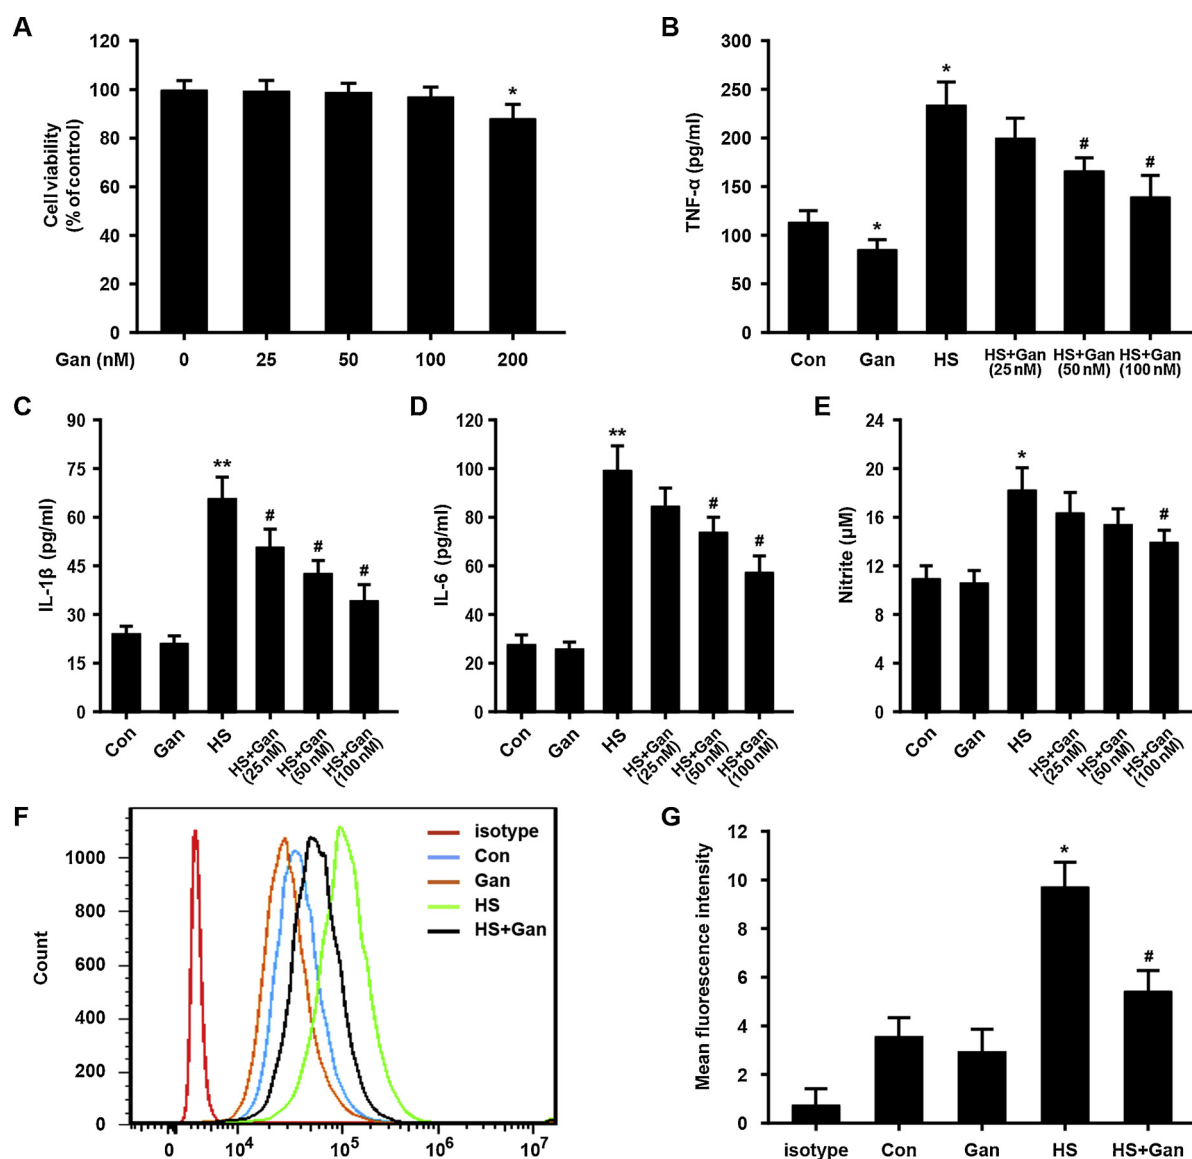 A
120
100
80
60
40
20
0
Cell viability
(% of control)
*
Gan (nM) 0 25 50 100 200
B
300
250
200
150
100
50
0
TNF-α (pg/ml)
* * # #
Con Gan HS HS+Gan (25 nM) HS+Gan (50 nM) HS+Gan (100 nM)
C
90
75
60
45
30
15
0
IL-1β (pg/ml)
** # # #
Con Gan HS HS+Gan (25 nM) HS+Gan (50 nM) HS+Gan (100 nM)
D
120
100
80
60
40
20
0
IL-6 (pg/ml)
** # #
Con Gan HS HS+Gan (25 nM) HS+Gan (50 nM) HS+Gan (100 nM)
E
24
20
16
12
8
4
0
Nitrite (μM)
* #
Con Gan HS HS+Gan (25 nM) HS+Gan (50 nM) HS+Gan (100 nM)
F
1000
800
600
400
200
0
Count
isotype
Con
Gan
HS
HS+Gan
0 10⁴ 10⁵ 10⁶ 10⁷
G
12
10
8
6
4
2
0
Mean fluorescence intensity
* #
isotype Con Gan HS HS+Gan